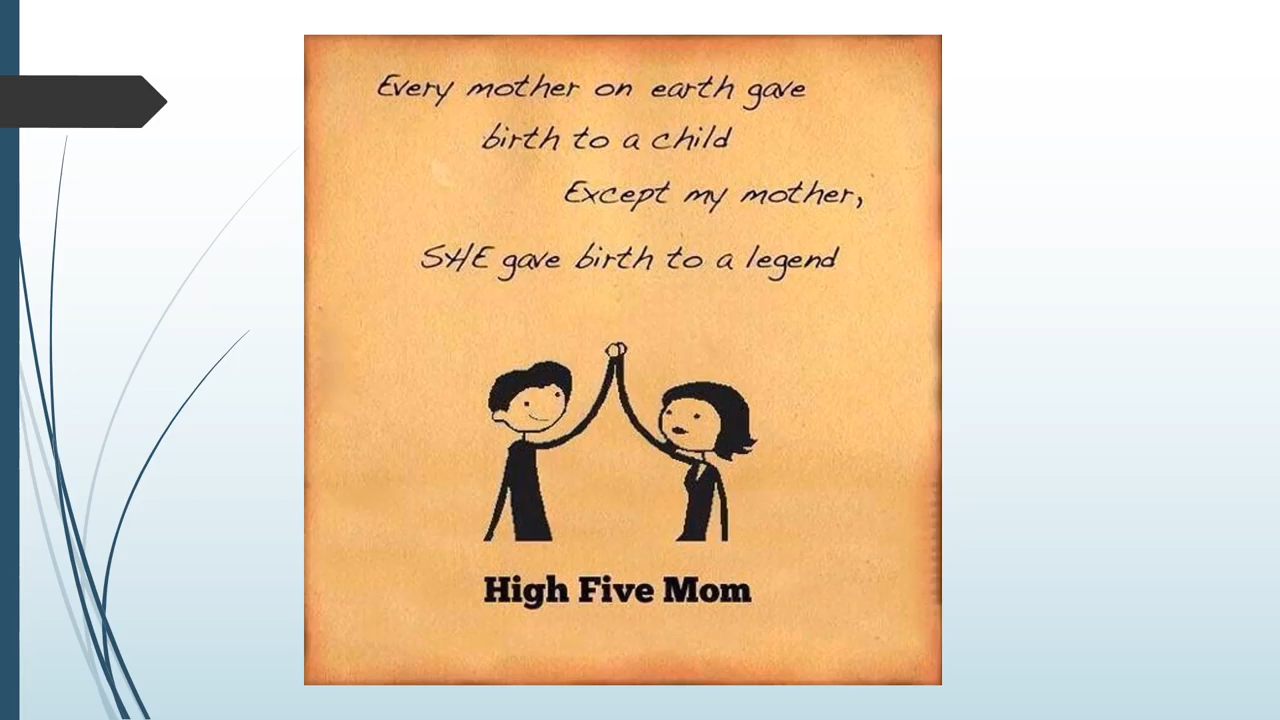 Every mother on earth gave
birth to a child
Except my mother,
SHE gave birth to a legend
High Five Mom